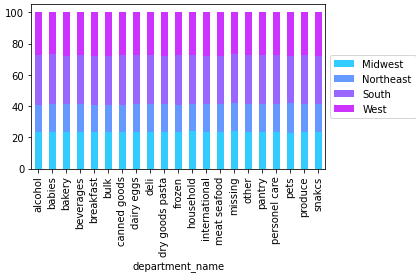 100
80
60
40
20
0
Midwest
Northeast
South
West
alcohol
babies
bakery
beverages
breakfast
bulk
canned goods
dairy eggs
deli
dry goods pasta
frozen
household
international
meat seafood
missing
other
pantry
personel care
pets
produce
snakcs
department_name